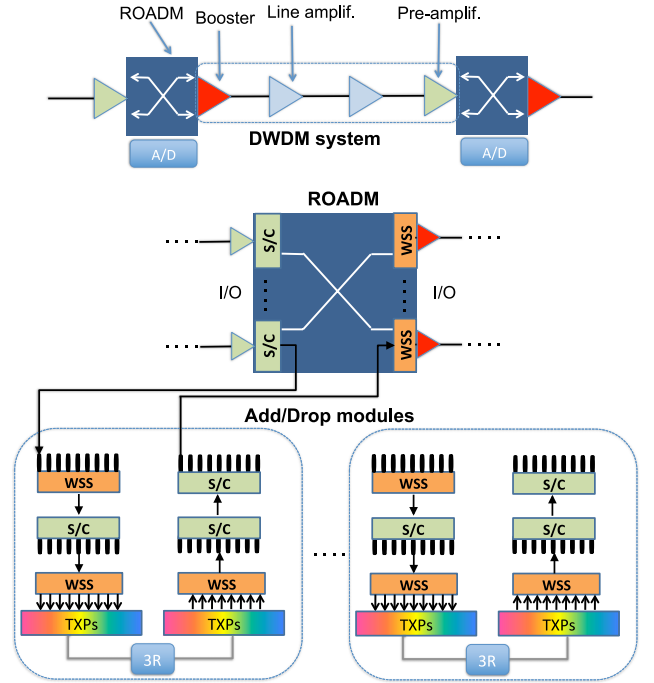 ROADM
Booster
Line amplif.
Pre-amplif.
DWDM system
A/D
A/D
ROADM
S/C
WSS
I/O
I/O
S/C
WSS
Add/Drop modules
WSS
S/C
WSS
S/C
S/C
S/C
S/C
S/C
WSS
WSS
WSS
WSS
TXPs
TXPs
TXPs
TXPs
3R
3R